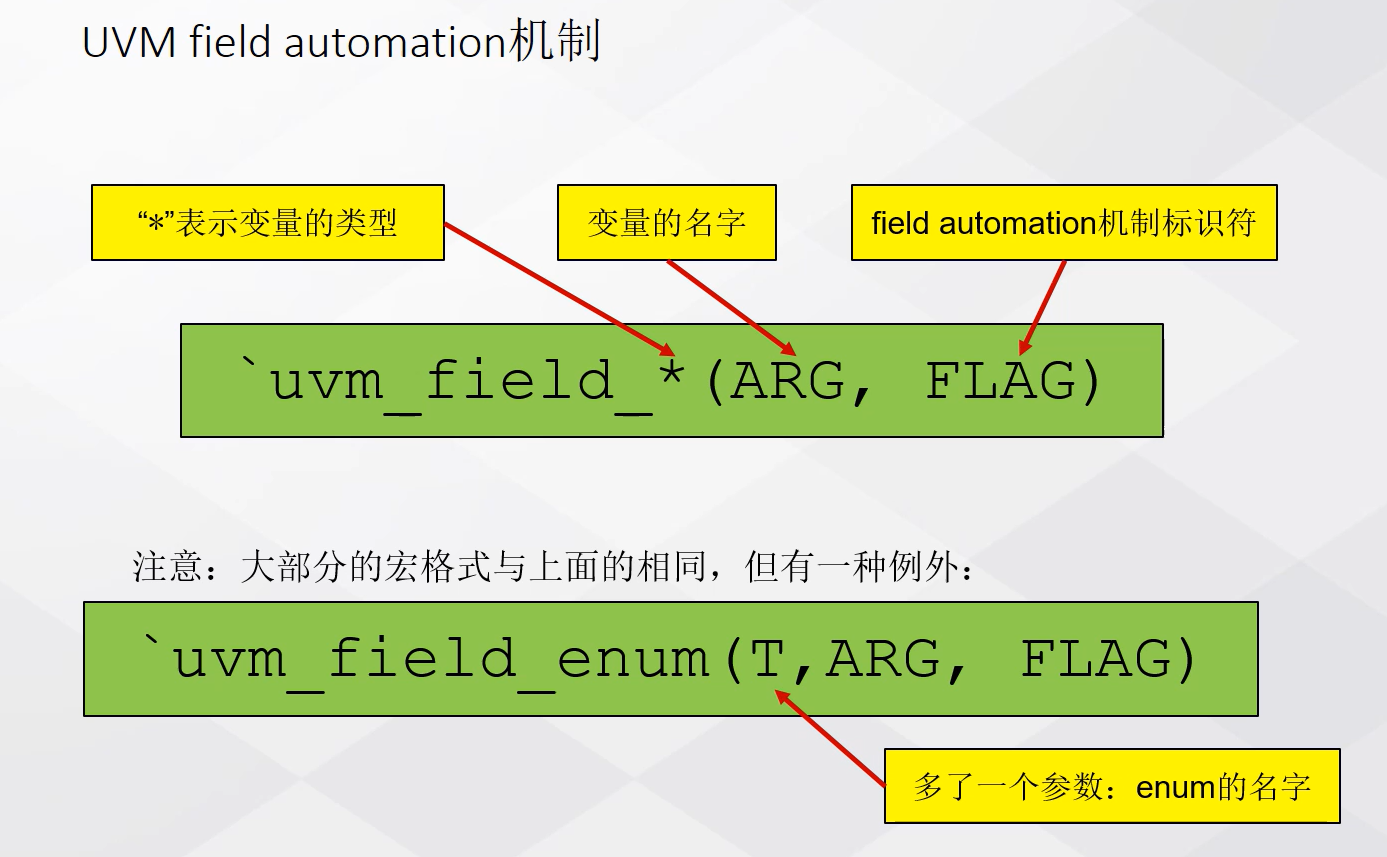 UVM field automation机制
“*”表示变量的类型
变量的名字
field automation机制标识符
`uvm_field_*(ARG, FLAG)
注意：大部分的宏格式与上面的相同，但有一种例外：
`uvm_field_enum(T,ARG, FLAG)
多了一个参数：enum的名字